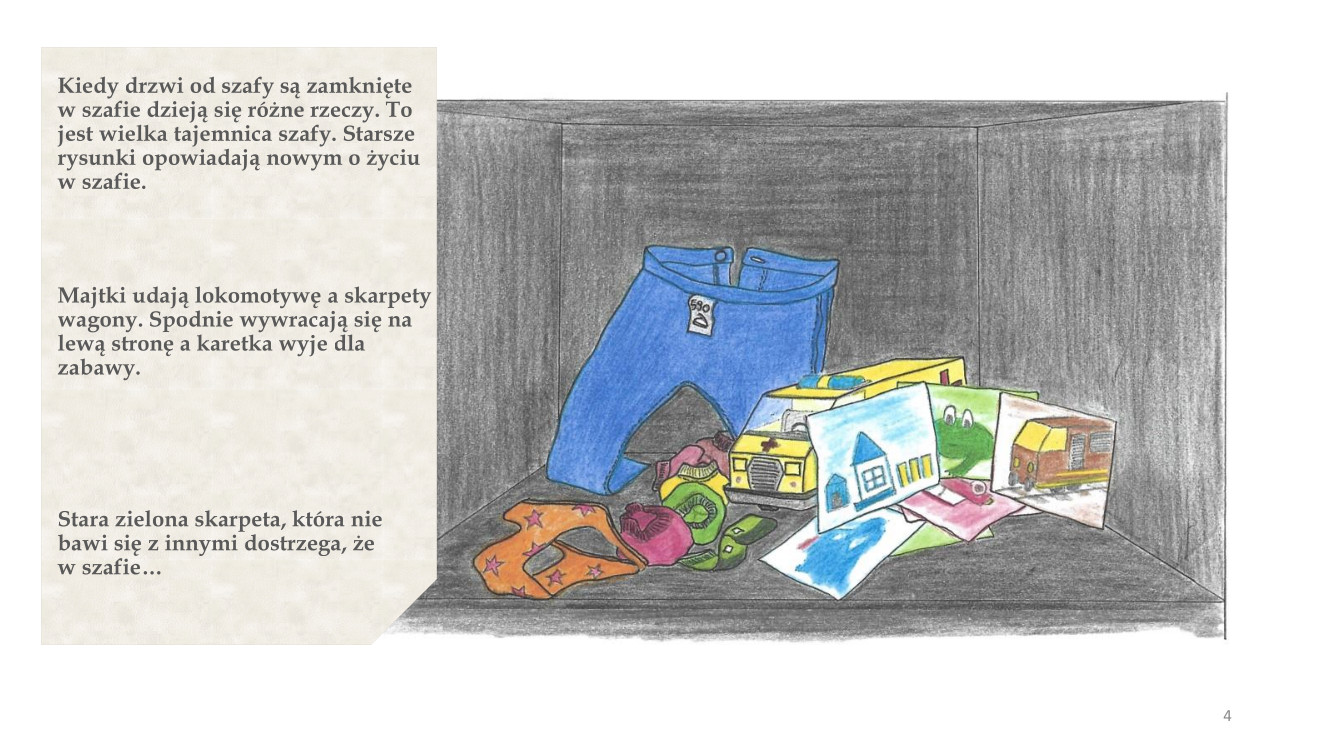 Kiedy drzwi od szafy są zamknięte
w szafie dzieją się różne rzeczy. To
jest wielka tajemnica szafy. Starsze
rysunki opowiadają nowym o życiu
w szafie.
Majtki udają lokomotywę a skarpety
wagony. Spodnie wywracają się na
lewą stronę a karetka wyje dla
zabawy.
Stara zielona skarpeta, która nie
bawi się z innymi dostrzega, że
w szafie…
590
4